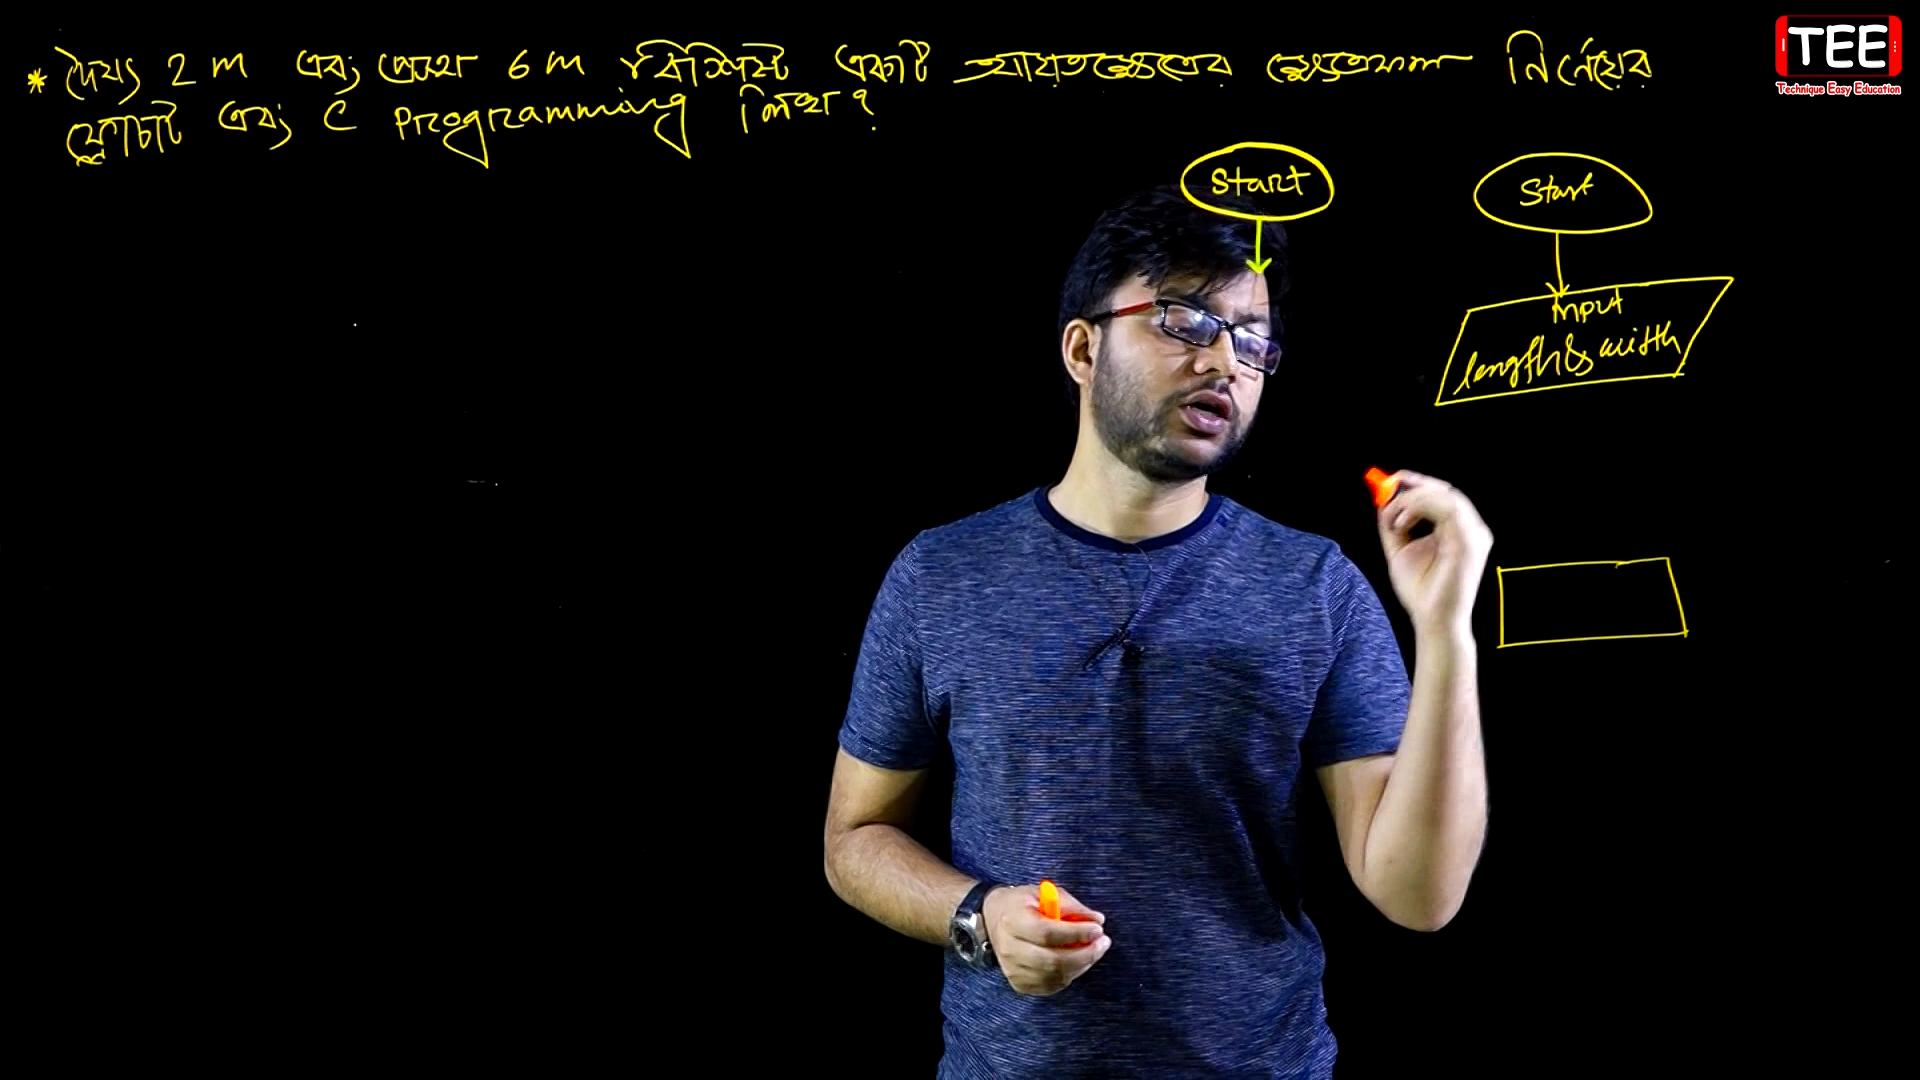 * দৈঘ্য 2 m এবং প্রস্থ 6 m বিশিষ্ট একটি আয়তক্ষেত্রের ক্ষেত্রফল নির্ণয়ের
ফ্লোচার্ট এবং C Programming লিখ?
TEE
Technique Easy Education
Start
Start
Input
length & width